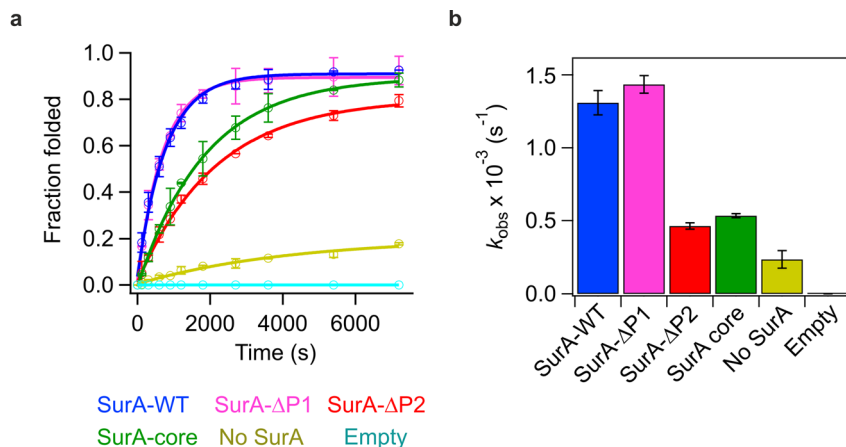 a
b
1.0
0.8
0.6
0.4
0.2
0.0
Fraction folded
0 2000 4000 6000
Time (s)
SurA-WT SurA-ΔP1 SurA-ΔP2
SurA-core No SurA Empty
1.5
1.0
0.5
0.0
k_obs x 10⁻³ (s⁻¹)
SurA-WT
SurA-ΔP1
SurA-ΔP2
SurA core
No SurA
Empty